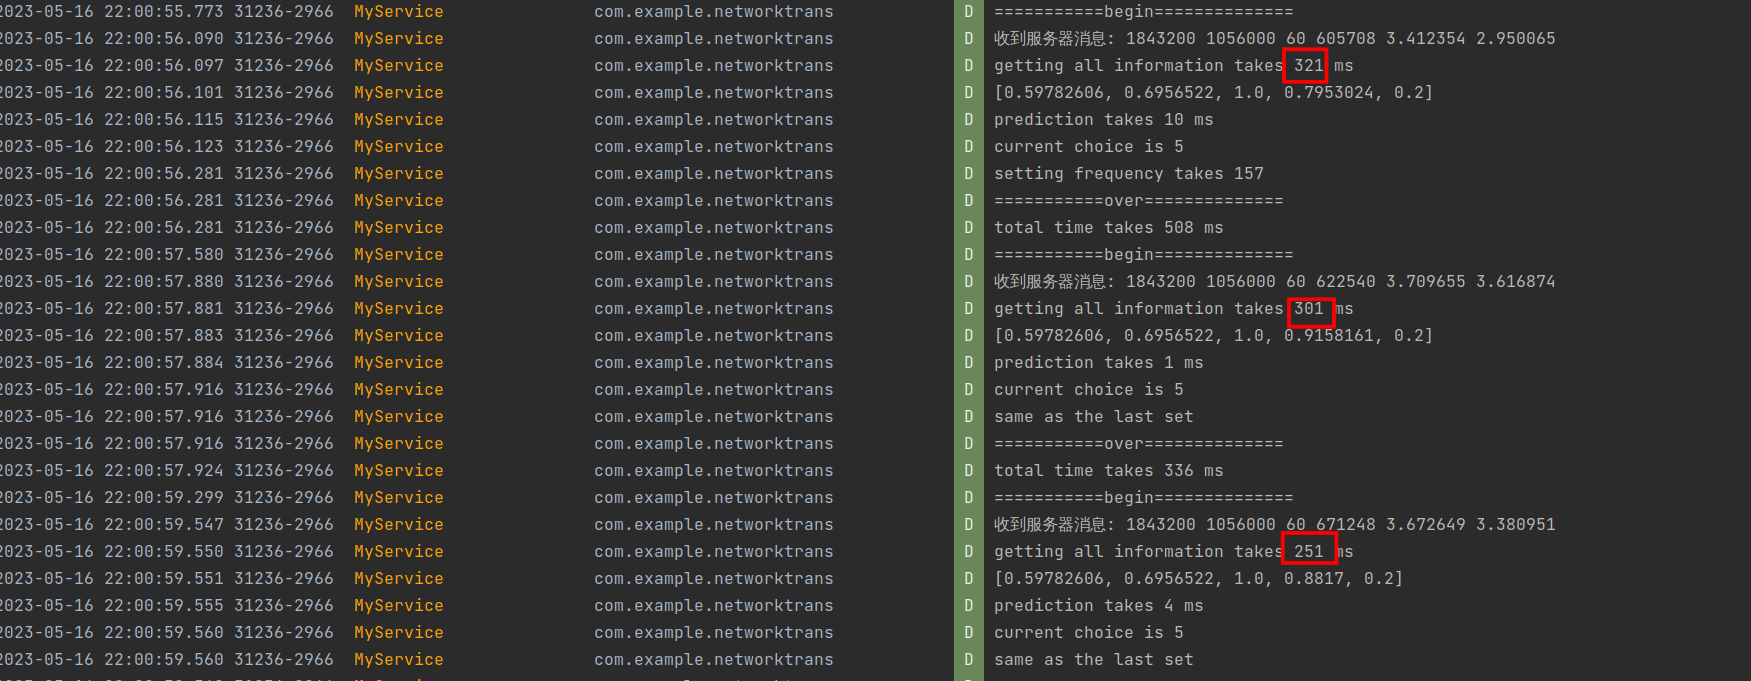 2023-05-16 22:00:55.773 31236-2966 MyService com.example.networktrans D ===========begin==============
2023-05-16 22:00:56.090 31236-2966 MyService com.example.networktrans D 收到服务器消息: 1843200 1056000 60 605708 3.412354 2.950065
2023-05-16 22:00:56.097 31236-2966 MyService com.example.networktrans D getting all information takes 321 ms
2023-05-16 22:00:56.101 31236-2966 MyService com.example.networktrans D [0.59782606, 0.6956522, 1.0, 0.7953024, 0.2]
2023-05-16 22:00:56.115 31236-2966 MyService com.example.networktrans D prediction takes 10 ms
2023-05-16 22:00:56.123 31236-2966 MyService com.example.networktrans D current choice is 5
2023-05-16 22:00:56.281 31236-2966 MyService com.example.networktrans D setting frequency takes 157
2023-05-16 22:00:56.281 31236-2966 MyService com.example.networktrans D ===========over==============
2023-05-16 22:00:56.281 31236-2966 MyService com.example.networktrans D total time takes 508 ms
2023-05-16 22:00:57.580 31236-2966 MyService com.example.networktrans D ===========begin==============
2023-05-16 22:00:57.880 31236-2966 MyService com.example.networktrans D 收到服务器消息: 1843200 1056000 60 622540 3.709655 3.616874
2023-05-16 22:00:57.881 31236-2966 MyService com.example.networktrans D getting all information takes 301 ms
2023-05-16 22:00:57.883 31236-2966 MyService com.example.networktrans D [0.59782606, 0.6956522, 1.0, 0.9158161, 0.2]
2023-05-16 22:00:57.884 31236-2966 MyService com.example.networktrans D prediction takes 1 ms
2023-05-16 22:00:57.916 31236-2966 MyService com.example.networktrans D current choice is 5
2023-05-16 22:00:57.916 31236-2966 MyService com.example.networktrans D same as the last set
2023-05-16 22:00:57.916 31236-2966 MyService com.example.networktrans D ===========over==============
2023-05-16 22:00:57.924 31236-2966 MyService com.example.networktrans D total time takes 336 ms
2023-05-16 22:00:59.299 31236-2966 MyService com.example.networktrans D ===========begin==============
2023-05-16 22:00:59.547 31236-2966 MyService com.example.networktrans D 收到服务器消息: 1843200 1056000 60 671248 3.672649 3.380951
2023-05-16 22:00:59.550 31236-2966 MyService com.example.networktrans D getting all information takes 251 ms
2023-05-16 22:00:59.551 31236-2966 MyService com.example.networktrans D [0.59782606, 0.6956522, 1.0, 0.8817, 0.2]
2023-05-16 22:00:59.555 31236-2966 MyService com.example.networktrans D prediction takes 4 ms
2023-05-16 22:00:59.560 31236-2966 MyService com.example.networktrans D current choice is 5
2023-05-16 22:00:59.560 31236-2966 MyService com.example.networktrans D same as the last set